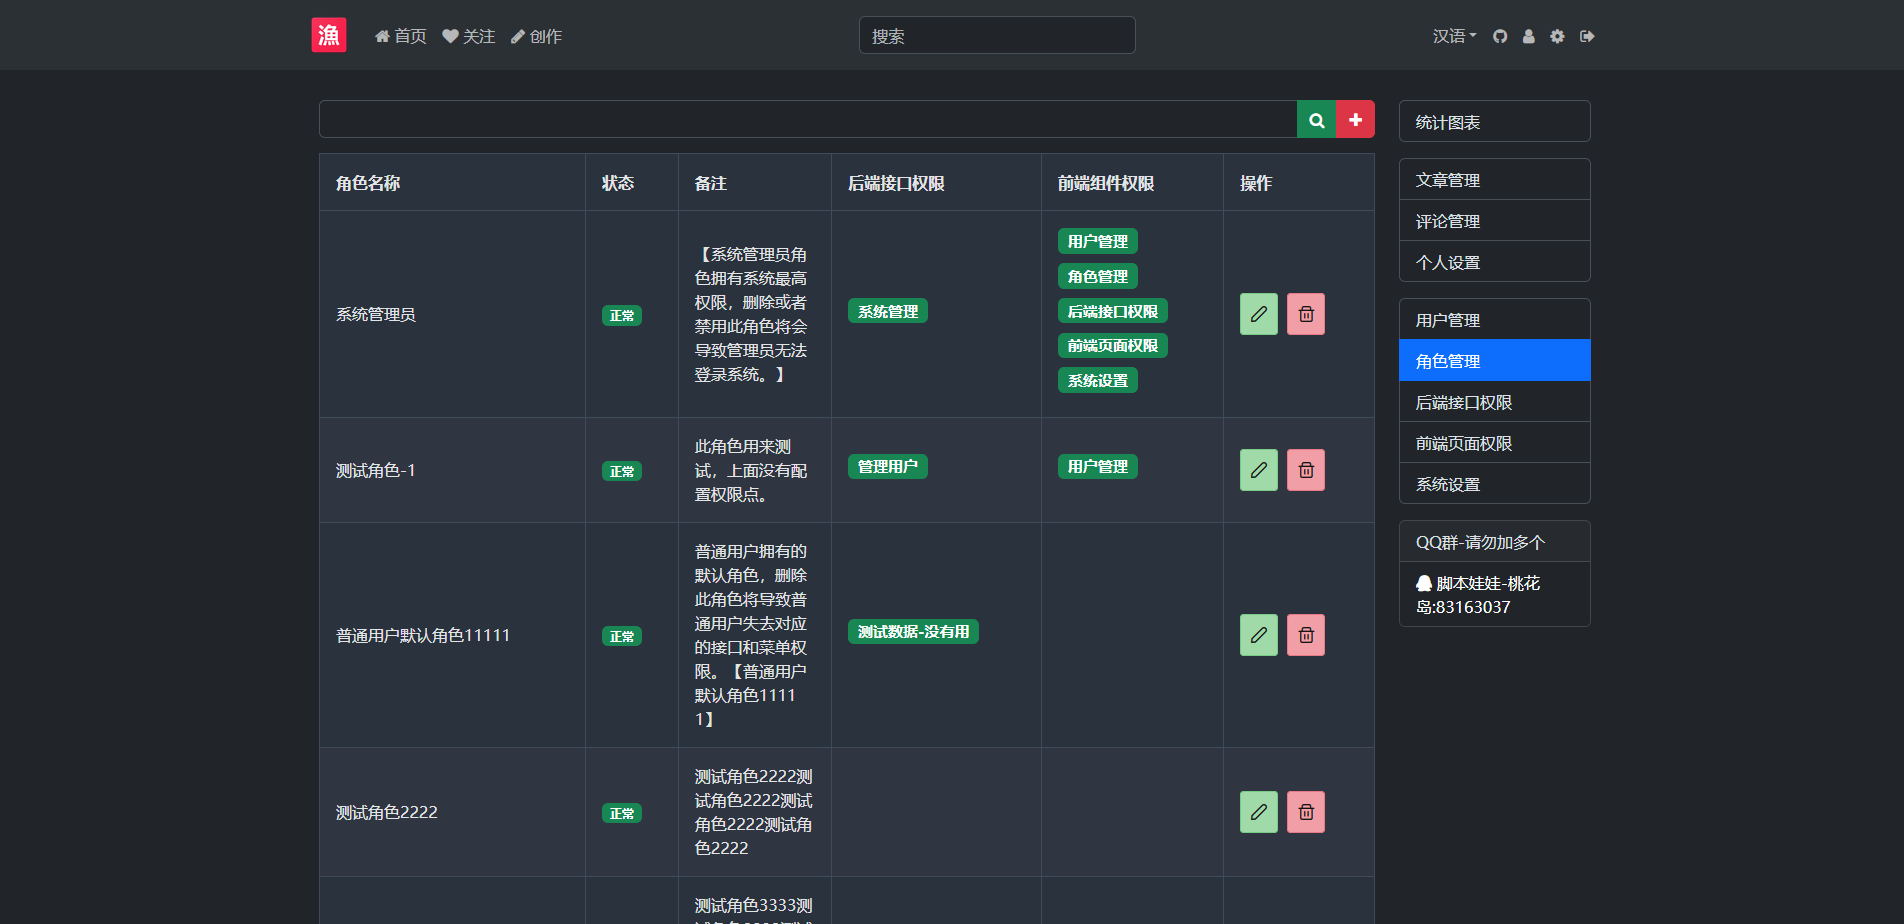 漁 首页 关注 创作 搜索 汉语
统计图表
文章管理
评论管理
个人设置
用户管理
角色管理
后端接口权限
前端页面权限
系统设置
QQ群-请勿加多个
脚本娃娃-桃花
岛:83163037
角色名称 状态 备注 后端接口权限 前端组件权限 操作
系统管理员
正常
【系统管理员角
色拥有系统最高
权限，删除或者
禁用此角色将会
导致管理员无法
登录系统。】
系统管理
用户管理
角色管理
后端接口权限
前端页面权限
系统设置
测试角色-1
正常
此角色用来测
试，上面没有配
置权限点。
管理用户
用户管理
普通用户默认角色11111
正常
普通用户拥有的
默认角色，删除
此角色将导致普
通用户失去对应
的接口和菜单权
限。【普通用户
默认角色1111
1】
测试数据-没有用
测试角色2222
正常
测试角色2222测
试角色2222测试
角色2222测试角
色2222
测试角色3333测